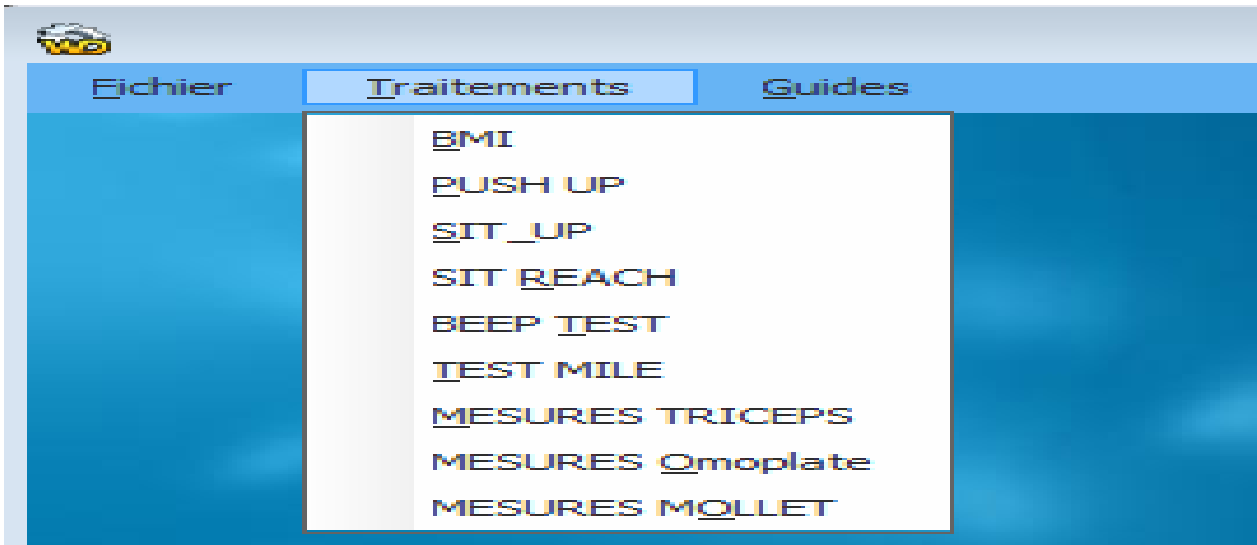 WD
Fichier Traitements Guides
BMI
PUSH UP
SIT_UP
SIT REACH
BEEP TEST
TEST MILE
MESURES TRICEPS
MESURES Omoplate
MESURES MOLLET